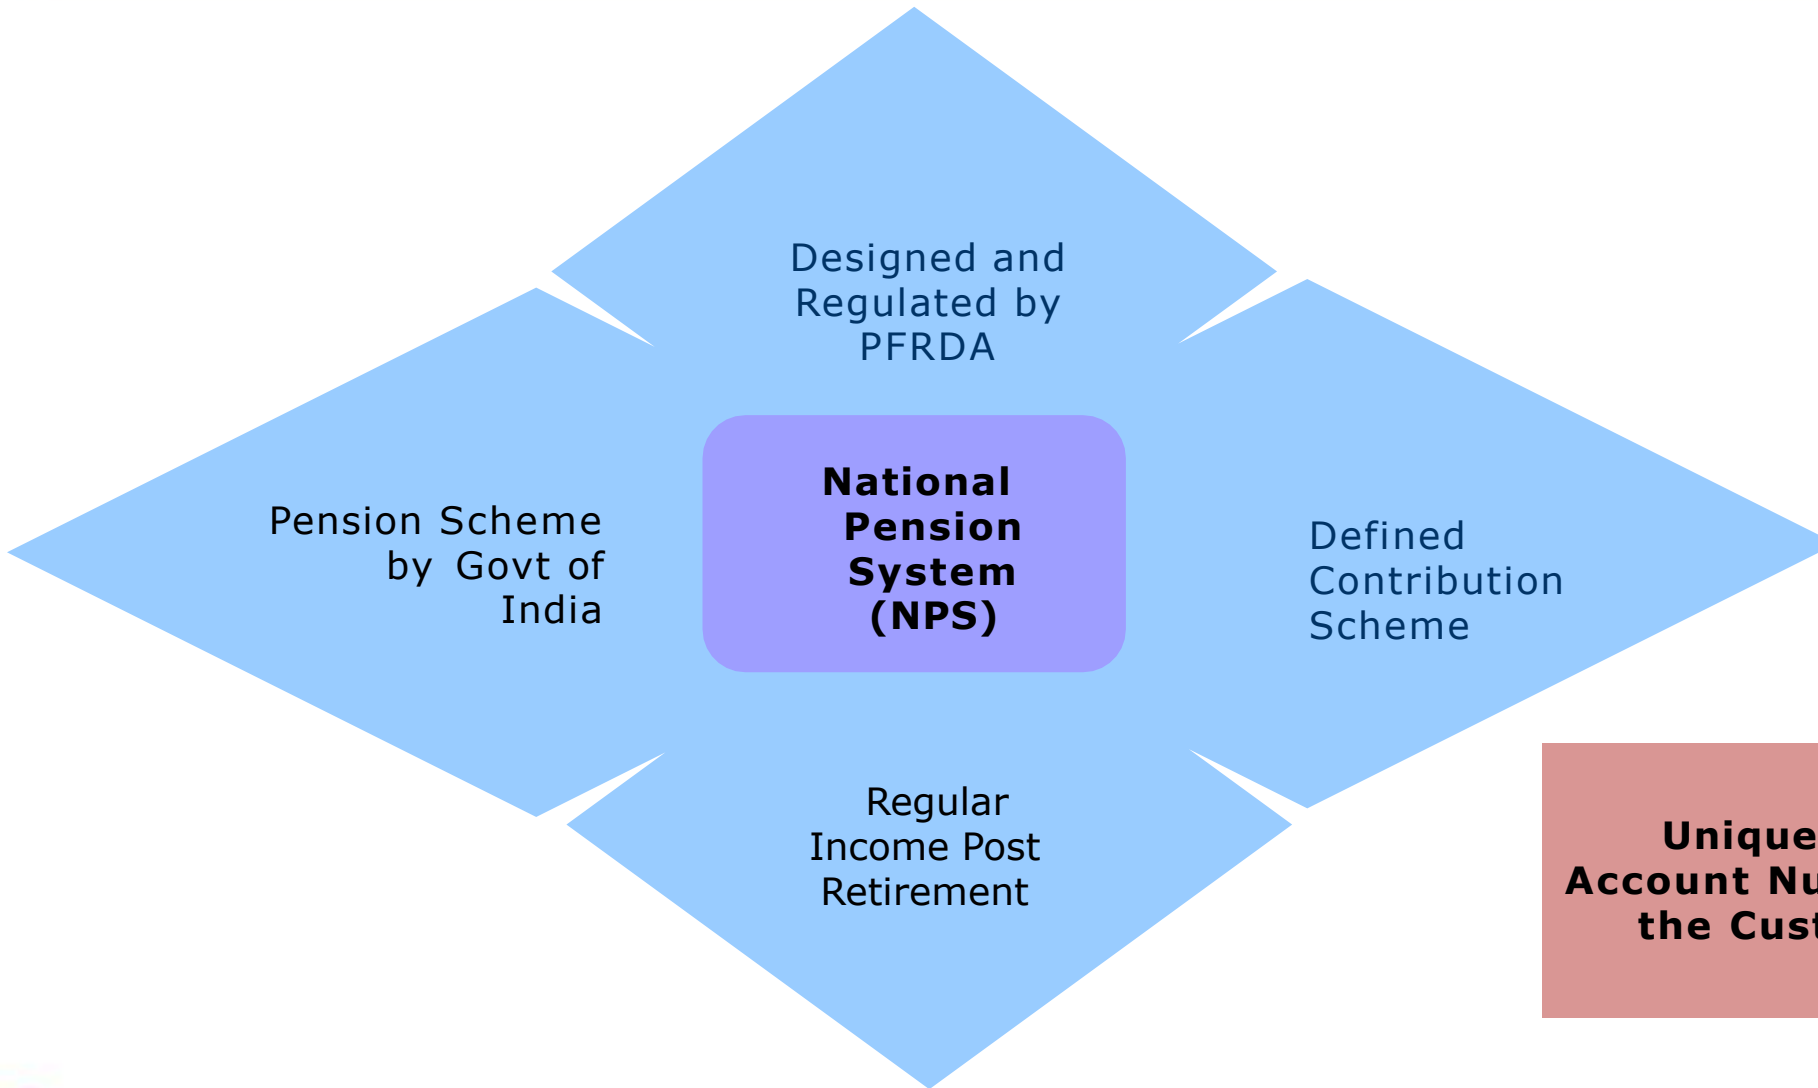 Designed and
Regulated by
PFRDA
National
Pension
System
(NPS)
Pension Scheme
by Govt of
India
Defined
Contribution
Scheme
Regular
Income Post
Retirement
Unique
Account
the